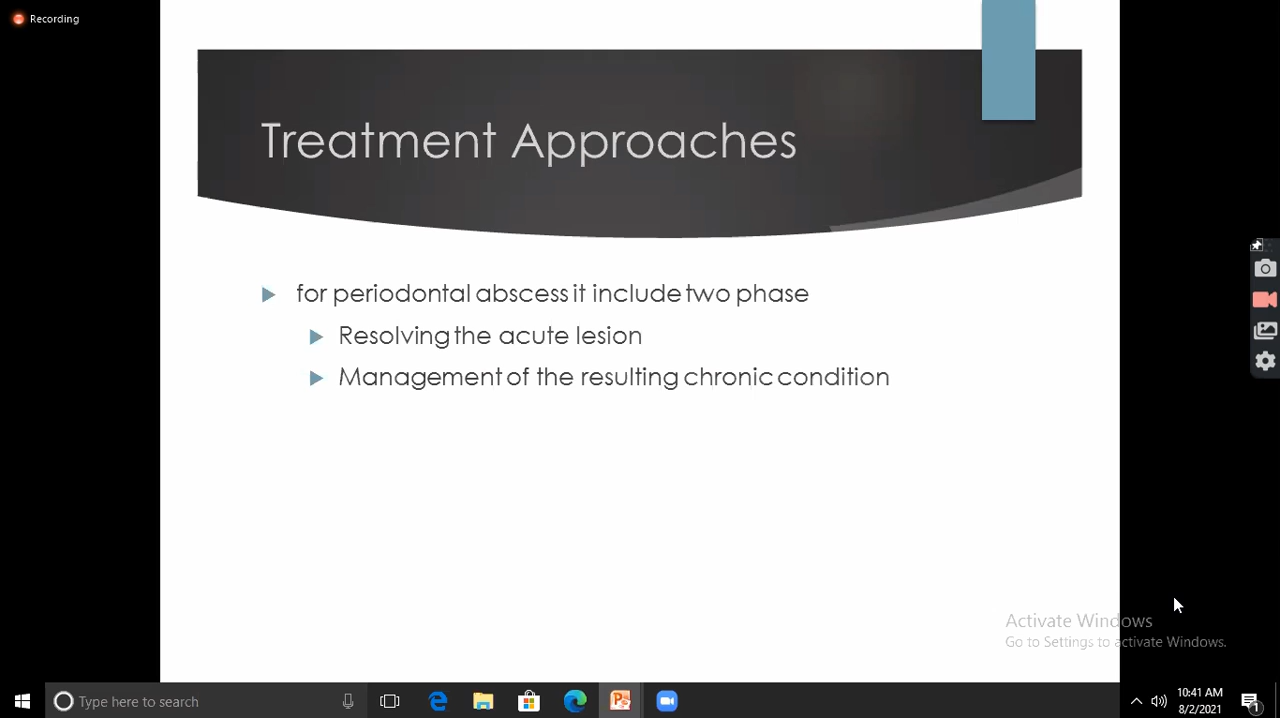 Recording
Treatment Approaches
for periodontal abscess it include two phase
Resolving the acute lesion
Management of the resulting chronic condition
Activate Windows
Go to Settings to activate Windows.
Type here to search
10:41 AM
8/2/2021
1